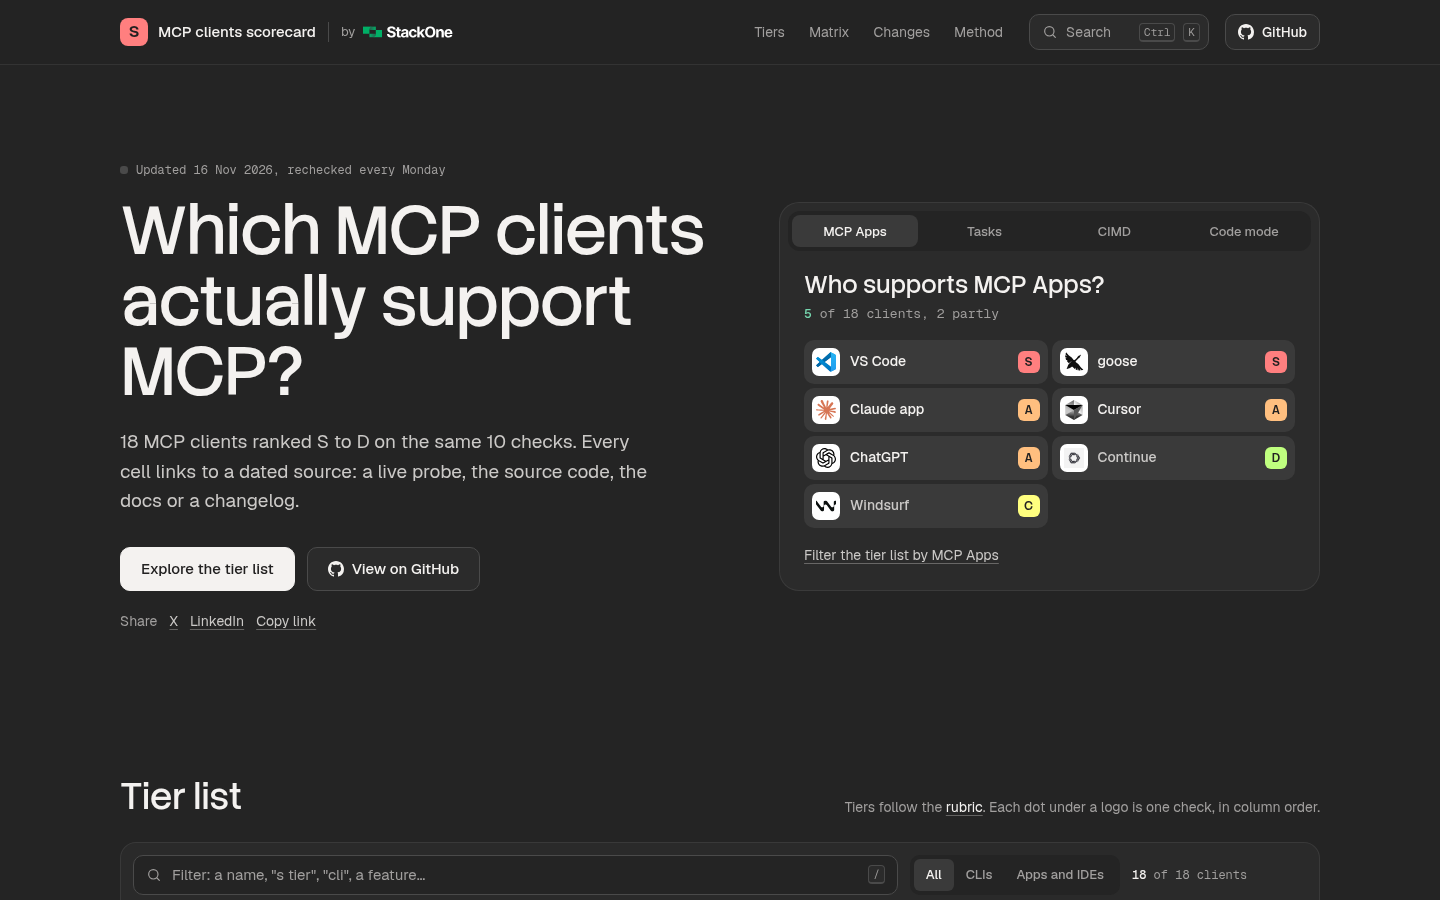 S MCP clients scorecard by StackOne
Tiers Matrix Changes Method Search Ctrl K GitHub
Updated 16 Nov 2026, rechecked every Monday
Which MCP clients
actually support
MCP?
18 MCP clients ranked S to D on the same 10 checks. Every
cell links to a dated source: a live probe, the source code, the
docs or a changelog.
Explore the tier list View on GitHub
Share X LinkedIn Copy link
MCP Apps Tasks CIMD Code mode
Who supports MCP Apps?
5 of 18 clients, 2 partly
VS Code S goose S
Claude app A Cursor A
ChatGPT A Continue D
Windsurf C
Filter the tier list by MCP Apps
Tier list
Tiers follow the rubric. Each dot under a logo is one check, in column order.
Filter: a name, "s tier", "cli", a feature... / All CLIs Apps and IDEs 18 of 18 clients